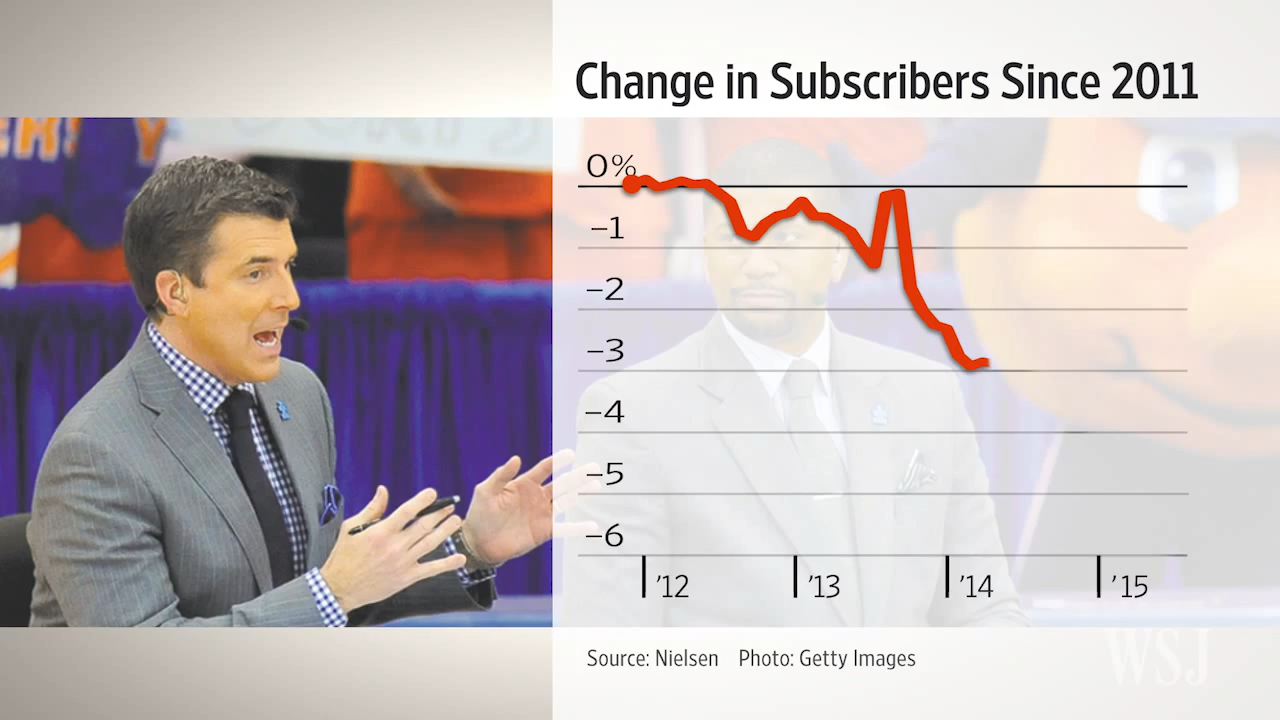 Change in Subscribers Since 2011
0%
−1
−2
−3
−4
−5
−6
'12 '13 '14 '15
Source: Nielsen Photo: Getty Images
WSJ